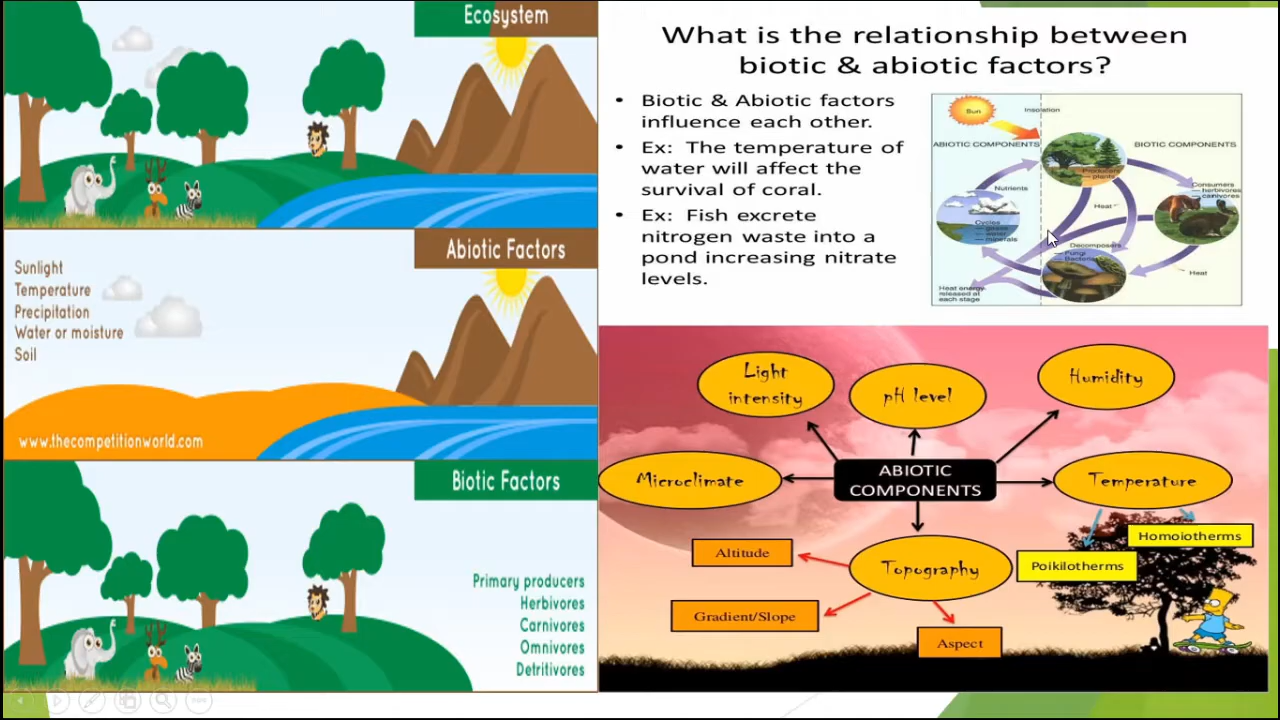 Ecosystem
Abiotic Factors
Sunlight
Temperature
Precipitation
Water or moisture
Soil
www.thecompetitionworld.com
Biotic Factors
Primary producers
Herbivores
Carnivores
Omnivores
Detritivores
What is the relationship between
biotic & abiotic factors?
• Biotic & Abiotic factors
influence each other.
• Ex: The temperature of
water will affect the
survival of coral.
• Ex: Fish excrete
nitrogen waste into a
pond increasing nitrate
levels.
Sun
Insolation
ABIOTIC COMPONENTS
BIOTIC COMPONENTS
Producers
— plants
Nutrients
Consumers
— herbivores
— carnivores
Heat
Cycles
— gases
— water
— minerals
Decomposers
— Fungi
— Bacteria
Heat
Heat energy
released at
each stage
Light
intensity
pH level
Humidity
Microclimate
ABIOTIC
COMPONENTS
Temperature
Homoiotherms
Poikilotherms
Altitude
Topography
Gradient/Slope
Aspect